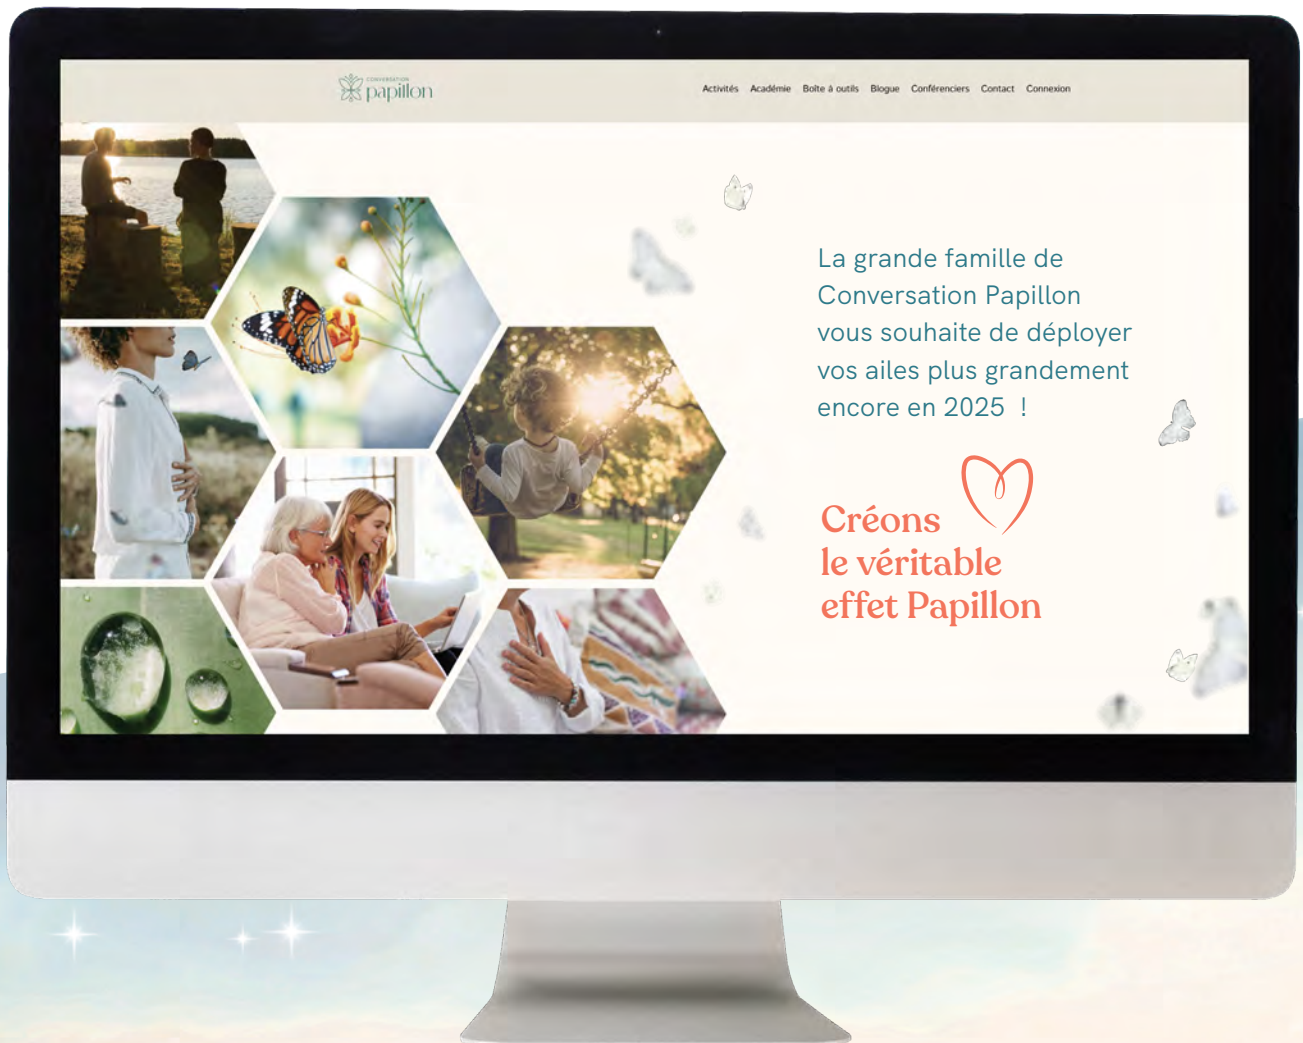 CONVERSATION
papillon
Activités Académie Boîte à outils Blogue Conférenciers Contact Connexion
La grande famille de
Conversation Papillon
vous souhaite de déployer
vos ailes plus grandement
encore en 2025 !
Créons
le véritable
effet Papillon